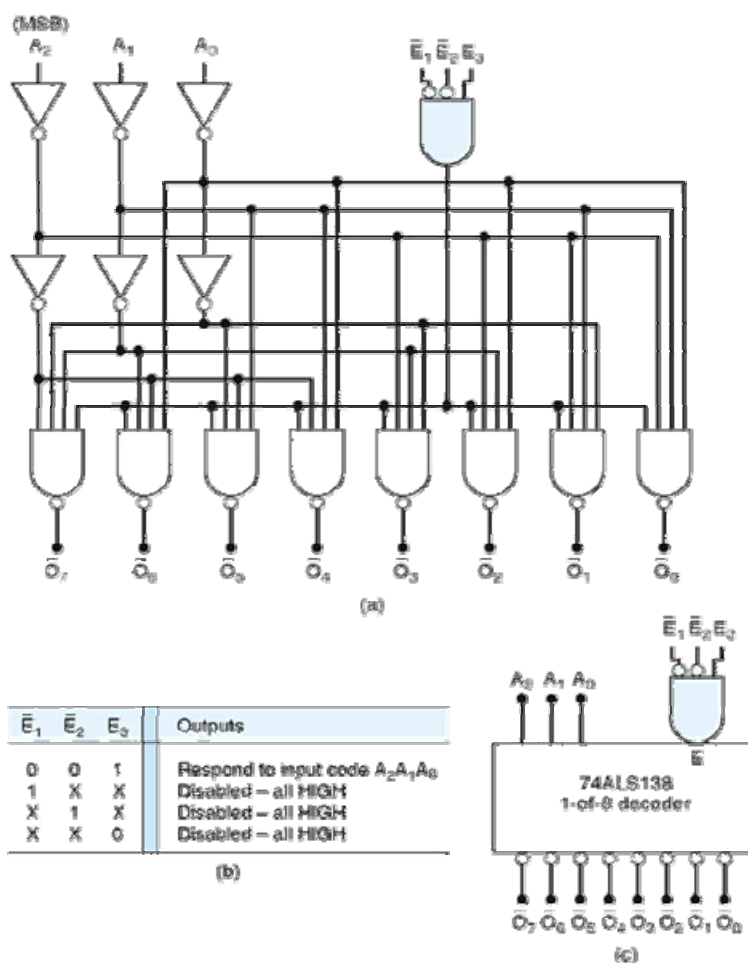 (MSB)
A₂ A₁ A₀
Ē₁ Ē₂ E₃
Ō₇ Ō₆ Ō₅ Ō₄ Ō₃ Ō₂ Ō₁ Ō₀
(a)
Ē₁ Ē₂ E₃ Outputs
0 0 1 Respond to input code A₂A₁A₀
1 X X Disabled – all HIGH
X 1 X Disabled – all HIGH
X X 0 Disabled – all HIGH
(b)
Ē₁ Ē₂ E₃
A₂ A₁ A₀
E
74ALS138
1-of-8 decoder
Ō₇ Ō₆ Ō₅ Ō₄ Ō₃ Ō₂ Ō₁ Ō₀
(c)